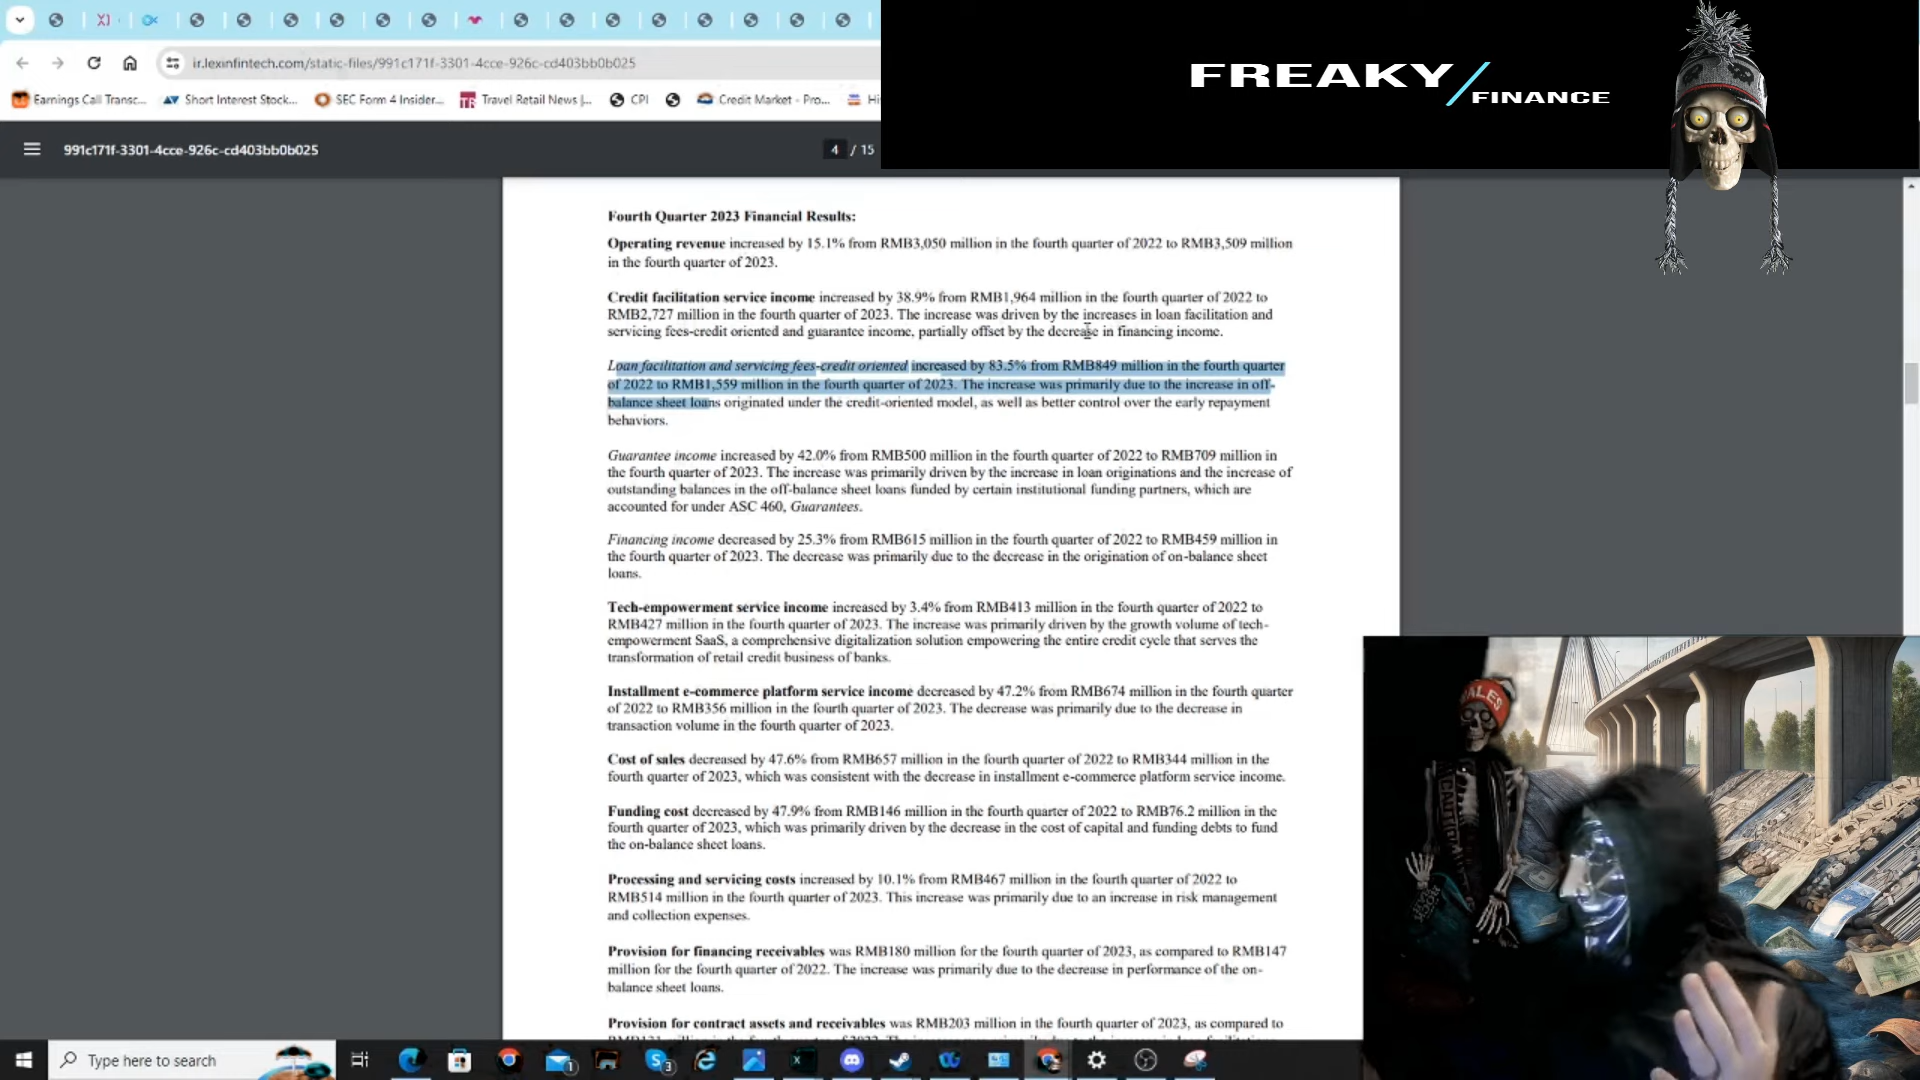 ir.lexinfintech.com/static-files/991c171f-3301-4cce-926c-cd403bb0b025
Earnings Call Transc... Short Interest Stock... SEC Form 4 Insider... Travel Retail News |... CPI Credit Market - Pro... Hi
FREAKY/FINANCE
991c171f-3301-4cce-926c-cd403bb0b025 4 / 15
Fourth Quarter 2023 Financial Results:
Operating revenue increased by 15.1% from RMB3,050 million in the fourth quarter of 2022 to RMB3,509 million
in the fourth quarter of 2023.
Credit facilitation service income increased by 38.9% from RMB1,964 million in the fourth quarter of 2022 to
RMB2,727 million in the fourth quarter of 2023. The increase was driven by the increases in loan facilitation and
servicing fees-credit oriented and guarantee income, partially offset by the decrease in financing income.
Loan facilitation and servicing fees-credit oriented increased by 83.5% from RMB849 million in the fourth quarter
of 2022 to RMB1,559 million in the fourth quarter of 2023. The increase was primarily due to the increase in off-
balance sheet loans originated under the credit-oriented model, as well as better control over the early repayment
behaviors.
Guarantee income increased by 42.0% from RMB500 million in the fourth quarter of 2022 to RMB709 million in
the fourth quarter of 2023. The increase was primarily driven by the increase in loan originations and the increase of
outstanding balances in the off-balance sheet loans funded by certain institutional funding partners, which are
accounted for under ASC 460, Guarantees.
Financing income decreased by 25.3% from RMB615 million in the fourth quarter of 2022 to RMB459 million in
the fourth quarter of 2023. The decrease was primarily due to the decrease in the origination of on-balance sheet
loans.
Tech-empowerment service income increased by 3.4% from RMB413 million in the fourth quarter of 2022 to
RMB427 million in the fourth quarter of 2023. The increase was primarily driven by the growth volume of tech-
empowerment SaaS, a comprehensive digitalization solution empowering the entire credit cycle that serves the
transformation of retail credit business of banks.
Installment e-commerce platform service income decreased by 47.2% from RMB674 million in the fourth quarter
of 2022 to RMB356 million in the fourth quarter of 2023. The decrease was primarily due to the decrease in
transaction volume in the fourth quarter of 2023.
Cost of sales decreased by 47.6% from RMB657 million in the fourth quarter of 2022 to RMB344 million in the
fourth quarter of 2023, which was consistent with the decrease in installment e-commerce platform service income.
Funding cost decreased by 47.9% from RMB146 million in the fourth quarter of 2022 to RMB76.2 million in the
fourth quarter of 2023, which was primarily driven by the decrease in the cost of capital and funding debts to fund
the on-balance sheet loans.
Processing and servicing costs increased by 10.1% from RMB467 million in the fourth quarter of 2022 to
RMB514 million in the fourth quarter of 2023. This increase was primarily due to an increase in risk management
and collection expenses.
Provision for financing receivables was RMB180 million for the fourth quarter of 2023, as compared to RMB147
million for the fourth quarter of 2022. The increase was primarily due to the decrease in performance of the on-
balance sheet loans.
Provision for contract assets and receivables was RMB203 million in the fourth quarter of 2023, as compared to
Type here to search